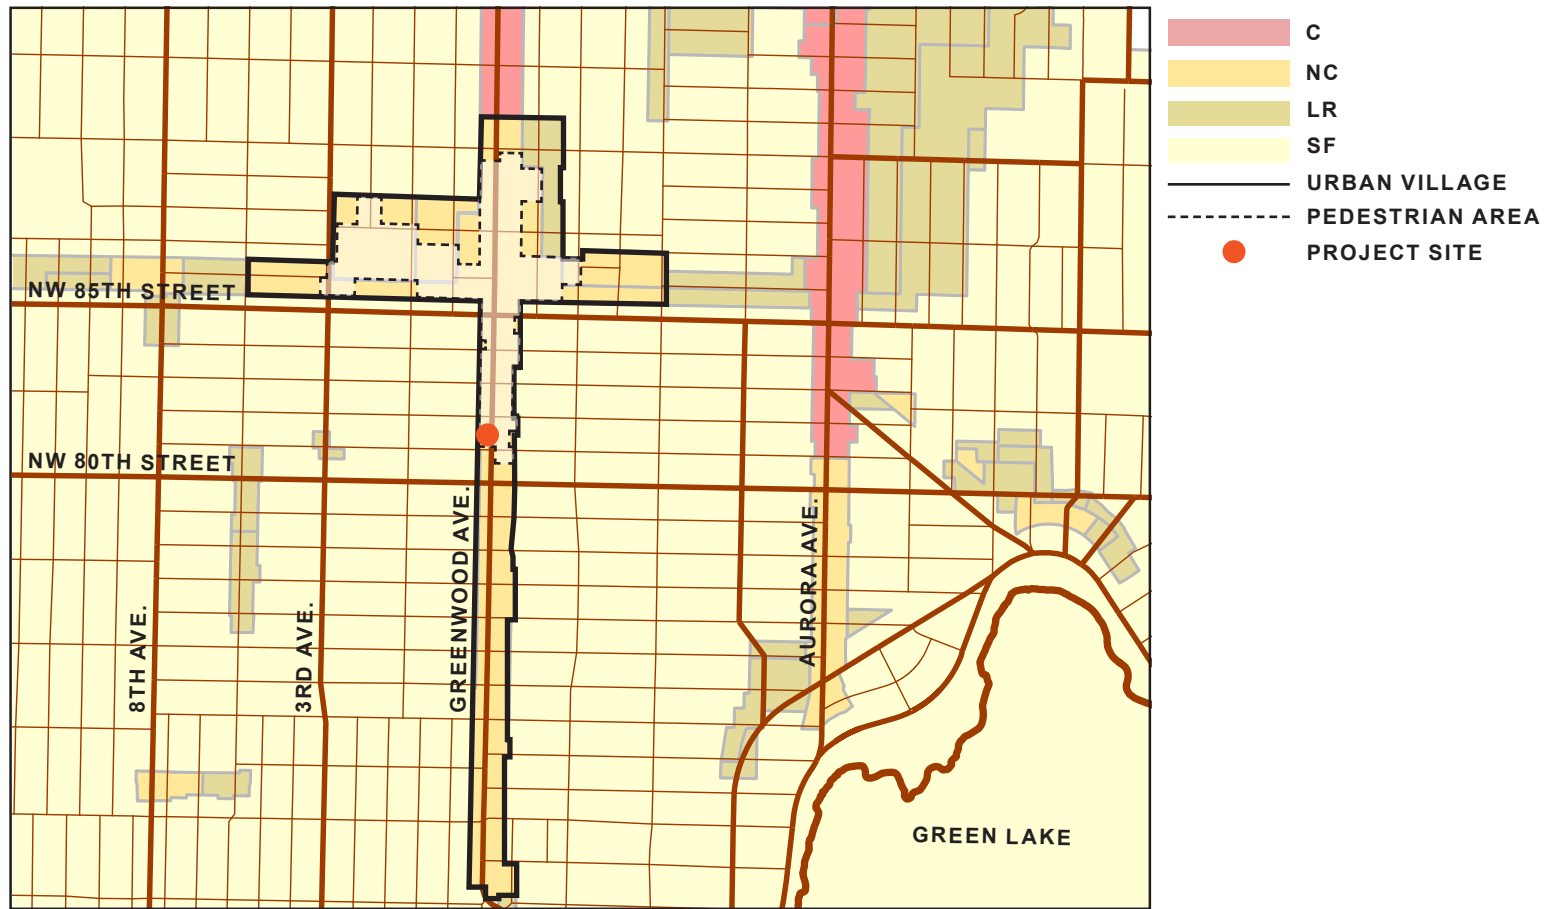 C
NC
LR
SF
URBAN VILLAGE
PEDESTRIAN AREA
PROJECT SITE
NW 85TH STREET
NW 80TH STREET
8TH AVE.
3RD AVE.
GREENWOOD AVE.
AURORA AVE.
GREEN LAKE